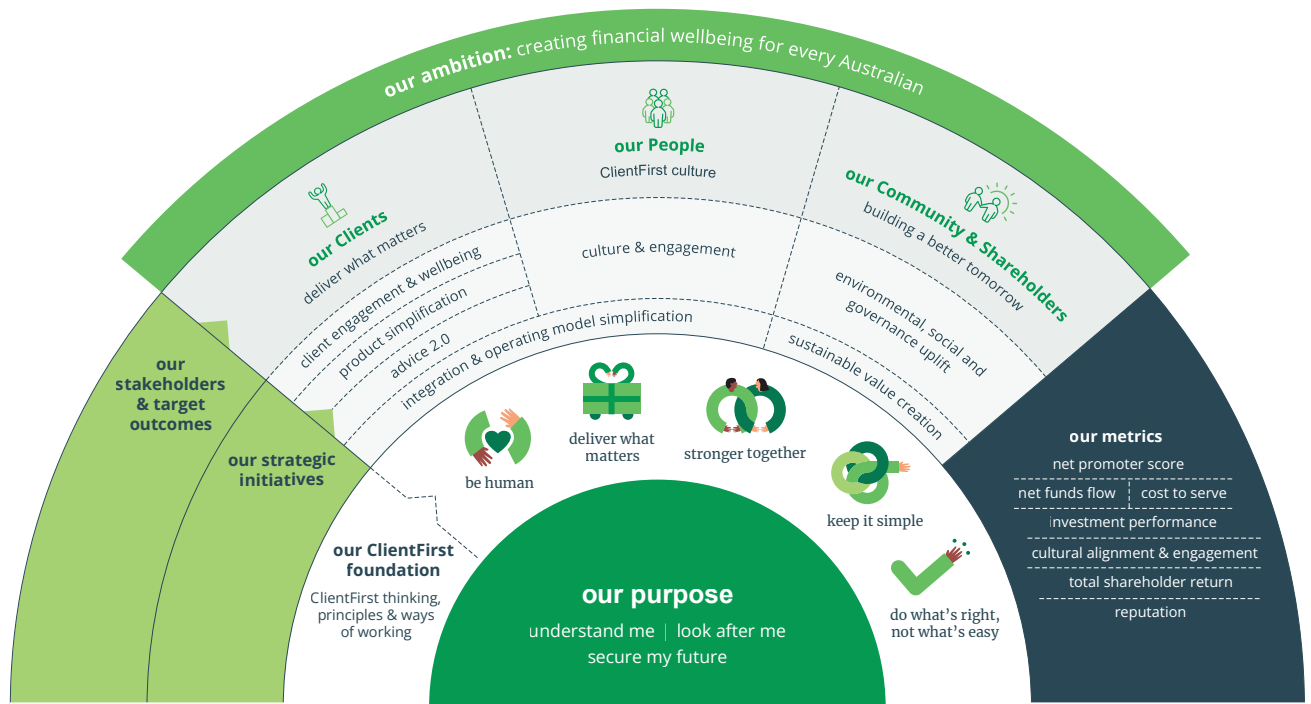 our ambition: creating financial wellbeing for every Australian
our People
ClientFirst culture
our Clients
deliver what matters
our Community & Shareholders
building a better tomorrow
client engagement & wellbeing
product simplification
advice 2.0
culture & engagement
environmental, social and
governance uplift
integration & operating model simplification
sustainable value creation
our
stakeholders
& target
outcomes
our strategic
initiatives
be human
deliver what
matters
stronger together
keep it simple
do what's right,
not what's easy
our ClientFirst
foundation
ClientFirst thinking,
principles & ways
of working
our purpose
understand me | look after me
secure my future
our metrics
net promoter score
net funds flow
cost to serve
investment performance
cultural alignment & engagement
total shareholder return
reputation